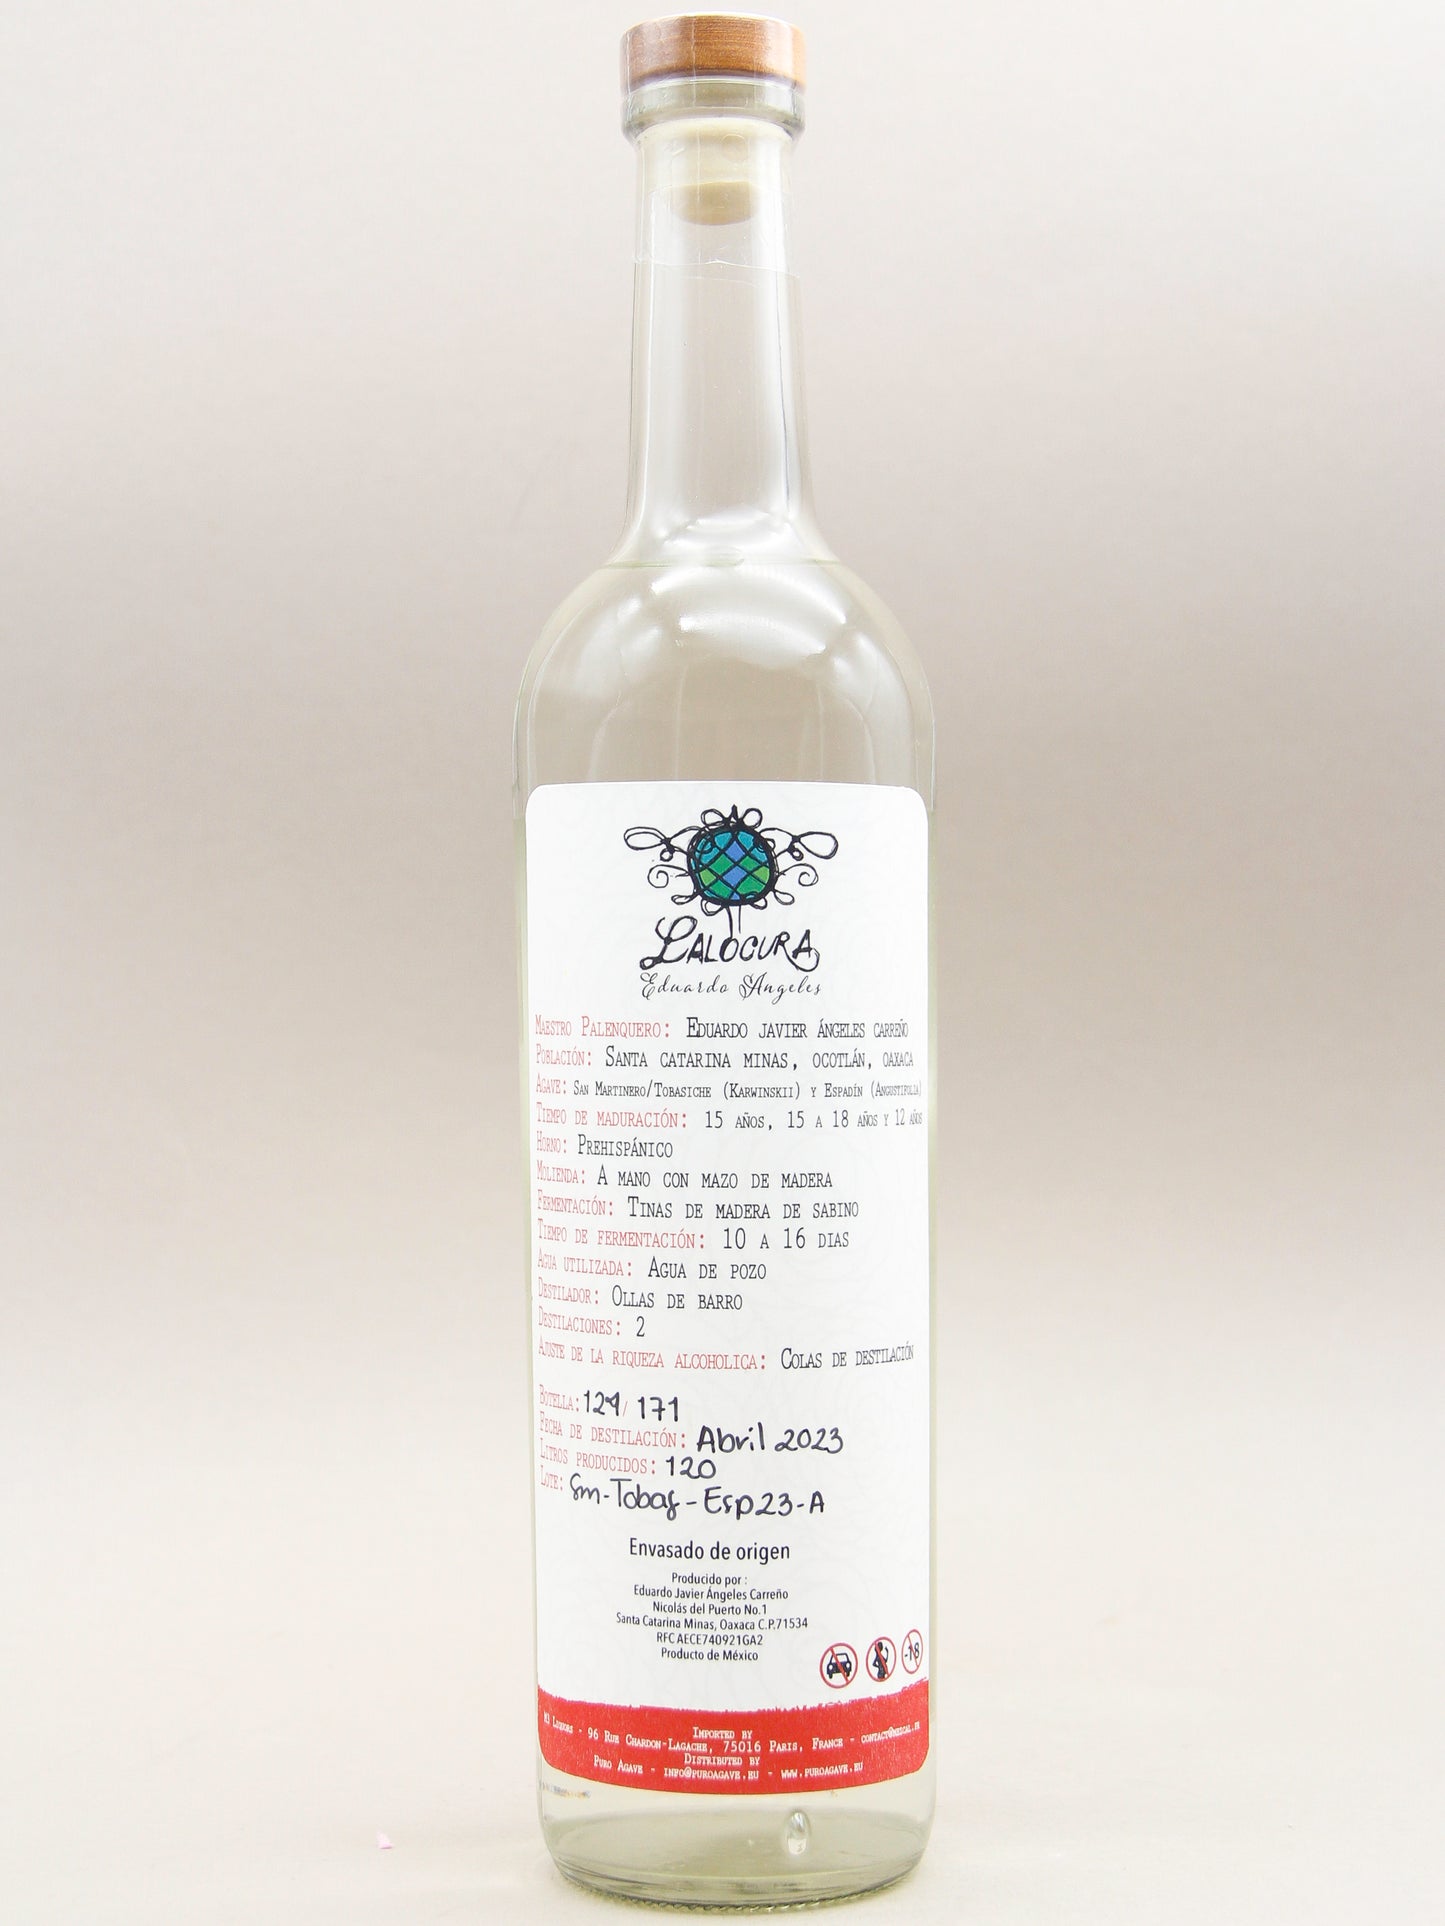 LALOCURA
Eduardo Ángeles
MAESTRO PALENQUERO: EDUARDO JAVIER ÁNGELES CARREÑO
POBLACIÓN: SANTA CATARINA MINAS, OCOTLÁN, OAXACA
AGAVE: SAN MARTINERO/TOBASICHE (KARWINSKII) Y ESPADÍN (ANGUSTIFOLIA)
TIEMPO DE MADURACIÓN: 15 AÑOS, 15 A 18 AÑOS Y 12 AÑOS
HORNO: PREHISPÁNICO
MOLIENDA: A MANO CON MAZO DE MADERA
FERMENTACIÓN: TINAS DE MADERA DE SABINO
TIEMPO DE FERMENTACIÓN: 10 A 16 DIAS
AGUA UTILIZADA: AGUA DE POZO
DESTILADOR: OLLAS DE BARRO
DESTILACIONES: 2
AJUSTE DE LA RIQUEZA ALCOHOLICA: COLAS DE DESTILACIÓN
BOTELLA: 129/171
FECHA DE DESTILACIÓN: Abril 2023
LITROS PRODUCIDOS: 120
LOTE: Sm-Tobas-Esp23-A
Envasado de origen
Producido por :
Eduardo Javier Ángeles Carreño
Nicolás del Puerto No.1
Santa Catarina Minas, Oaxaca C.P.71534
RFC AECE740921GA2
Producto de México
-18
IMPORTED BY
M3 LIQUORS - 96 RUE CHARDON-LAGACHE, 75016 PARIS, FRANCE - CONTACT@MEZCAL.FR
DISTRIBUTED BY
PURO AGAVE - INFO@PUROAGAVE.EU - WWW.PUROAGAVE.EU